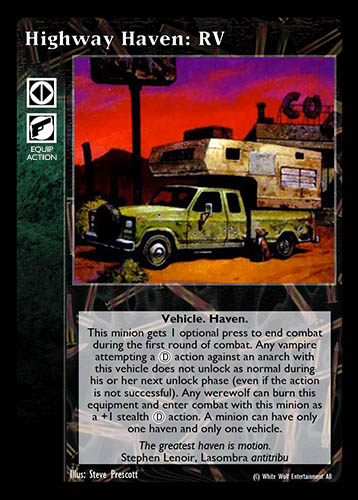 Highway Haven: RV
EQUIP
ACTION
CO
Vehicle. Haven.
This minion gets 1 optional press to end combat
during the first round of combat. Any vampire
attempting a Ⓓ action against an anarch with
this vehicle does not unlock as normal during
his or her next unlock phase (even if the action
is not successful). Any werewolf can burn this
equipment and enter combat with this minion as
a +1 stealth Ⓓ action. A minion can have only
one haven and only one vehicle.
The greatest haven is motion.
Stephen Lenoir, Lasombra antitribu
Illus: Steve Prescott
(C) White Wolf Entertainment AB